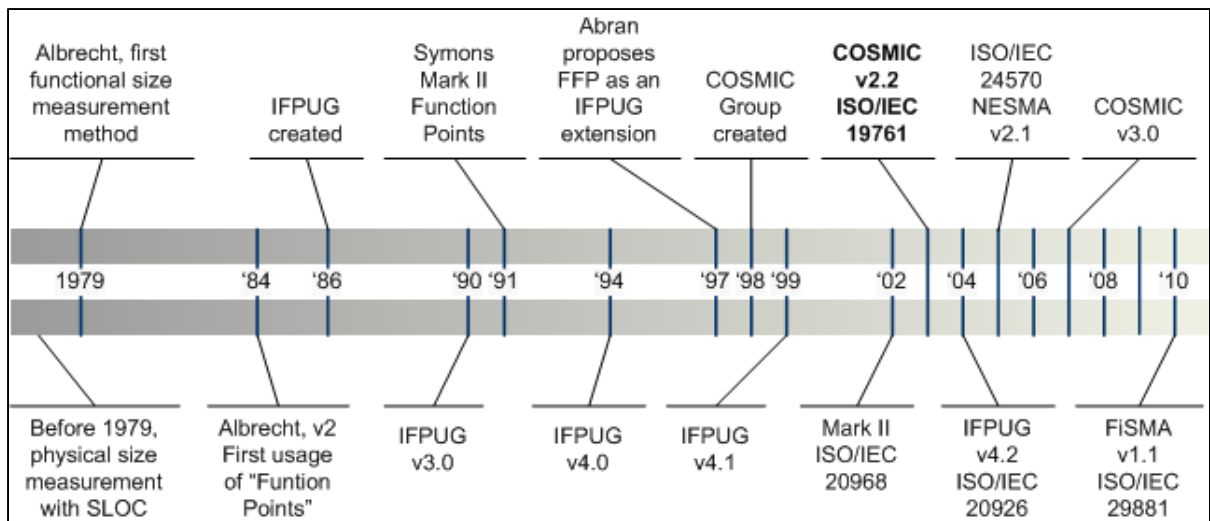 Albrecht, first
functional size
measurement
method
IFPUG
created
Symons
Mark II
Function
Points
Abran
proposes
FFP as an
IFPUG
extension
COSMIC
Group
created
COSMIC
v2.2
ISO/IEC
19761
ISO/IEC
24570
NESMA
v2.1
COSMIC
v3.0
1979
‘84
‘86
‘90
‘91
‘94
‘97
‘98
‘99
‘02
‘04
‘06
‘08
‘10
Before 1979,
physical size
measurement
with SLOC
Albrecht, v2
First usage
of "Funtion
Points”
IFPUG
v3.0
IFPUG
v4.0
IFPUG
v4.1
Mark II
ISO/IEC
20968
IFPUG
v4.2
ISO/IEC
20926
FiSMA
v1.1
ISO/IEC
29881